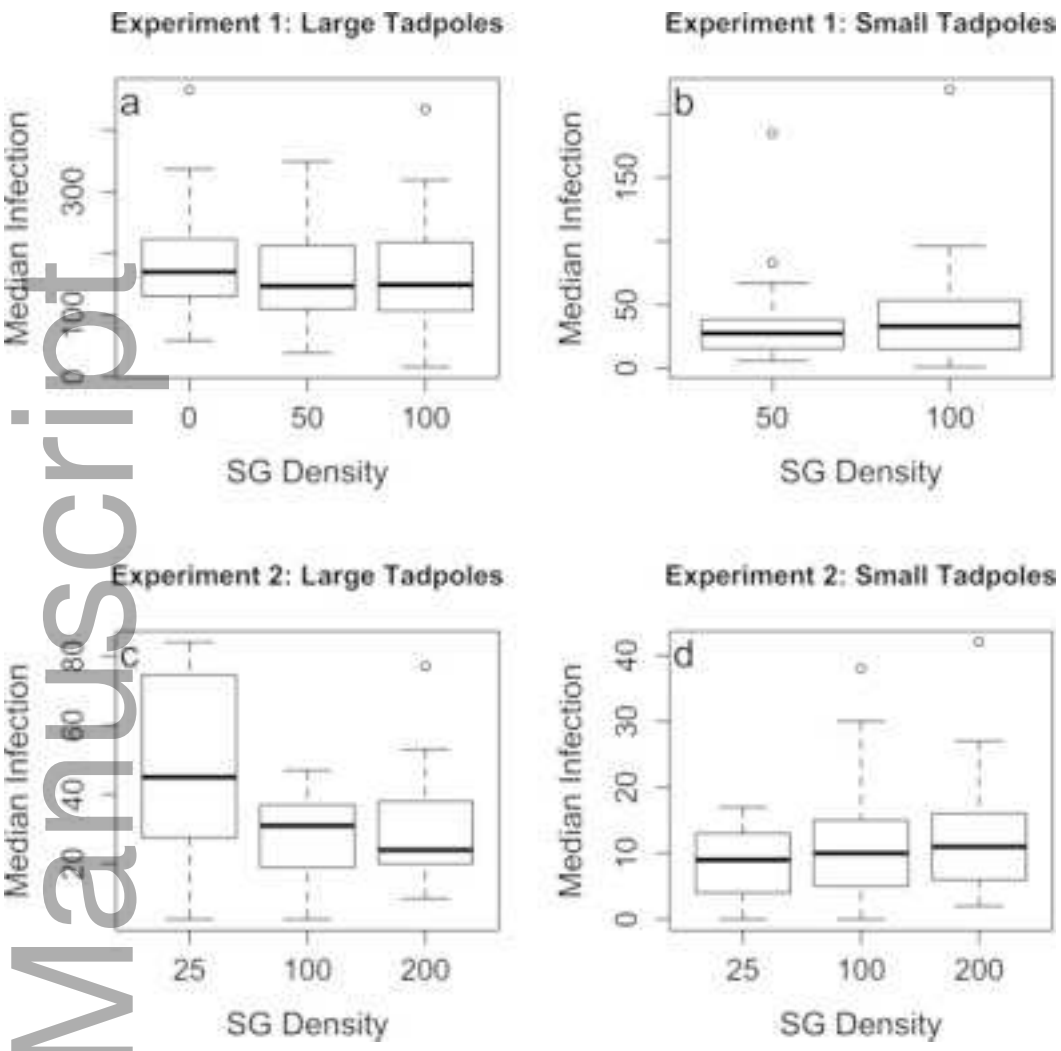 Experiment 1: Large Tadpoles
a
Median Infection
0
100
300
0
50
100
SG Density
Experiment 1: Small Tadpoles
b
Median Infection
0
50
150
50
100
SG Density
Experiment 2: Large Tadpoles
c
Median Infection
20
40
60
80
25
100
200
SG Density
Experiment 2: Small Tadpoles
d
Median Infection
0
10
20
30
40
25
100
200
SG Density
Manuscript